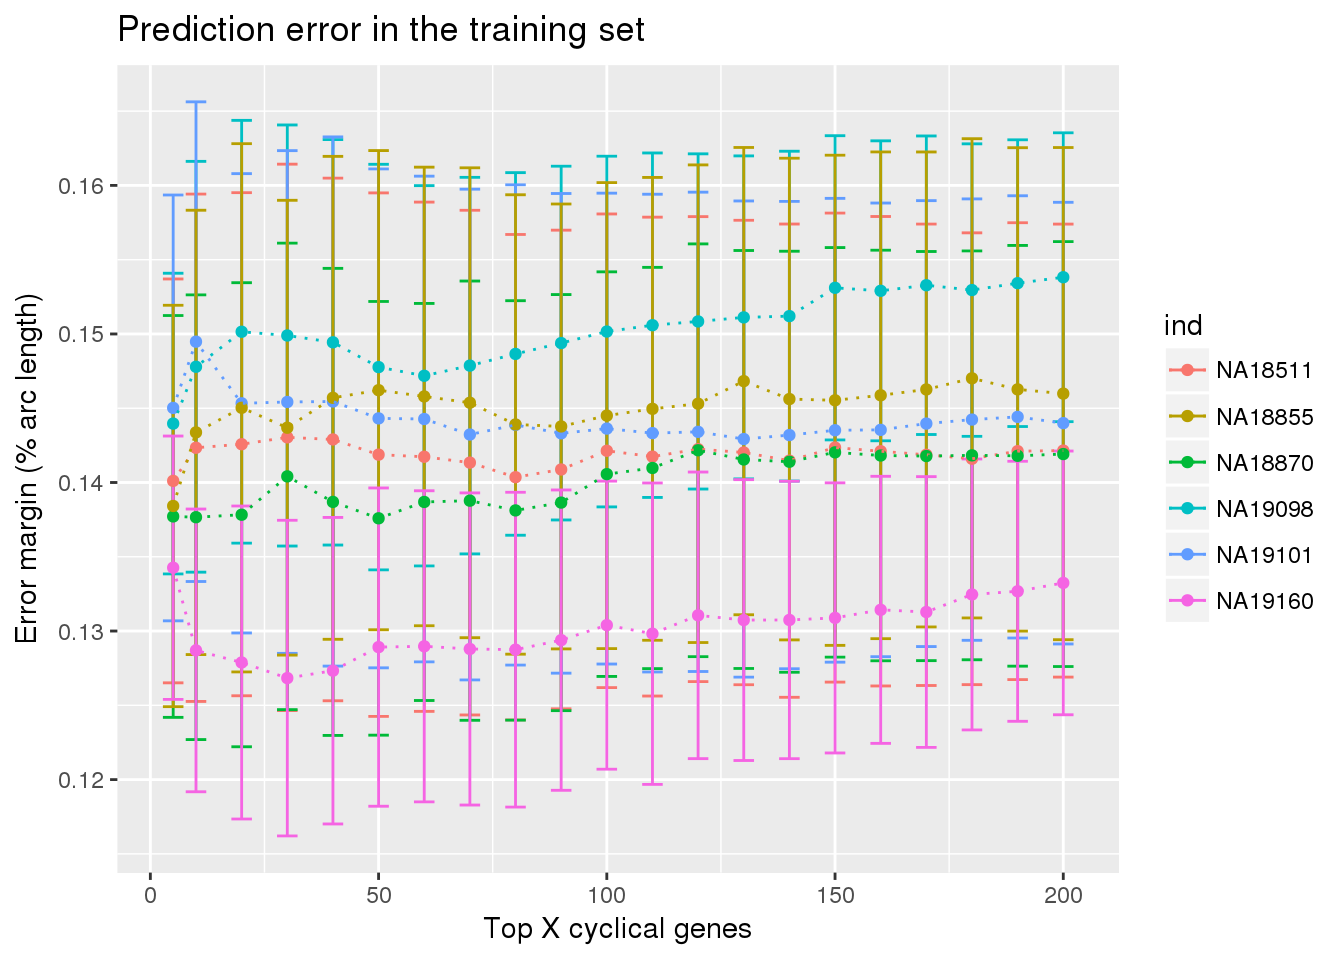 Prediction error in the training set
Error margin (% arc length)
0.16
0.15
0.14
0.13
0.12
0
50
100
150
200
Top X cyclical genes
ind
NA18511
NA18855
NA18870
NA19098
NA19101
NA19160